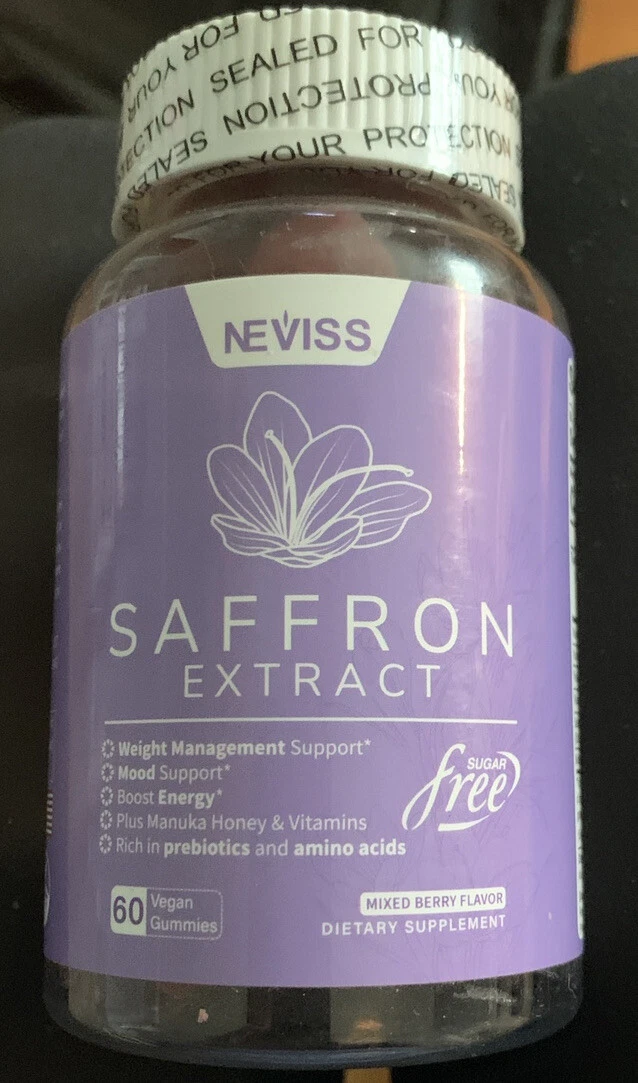 SEALED FOR YOUR PROTECTION
NEVISS
SAFFRON
EXTRACT
Weight Management Support*
Mood Support*
Boost Energy*
Plus Manuka Honey & Vitamins
Rich in prebiotics and amino acids
SUGAR
free
60 Vegan
Gummies
MIXED BERRY FLAVOR
DIETARY SUPPLEMENT